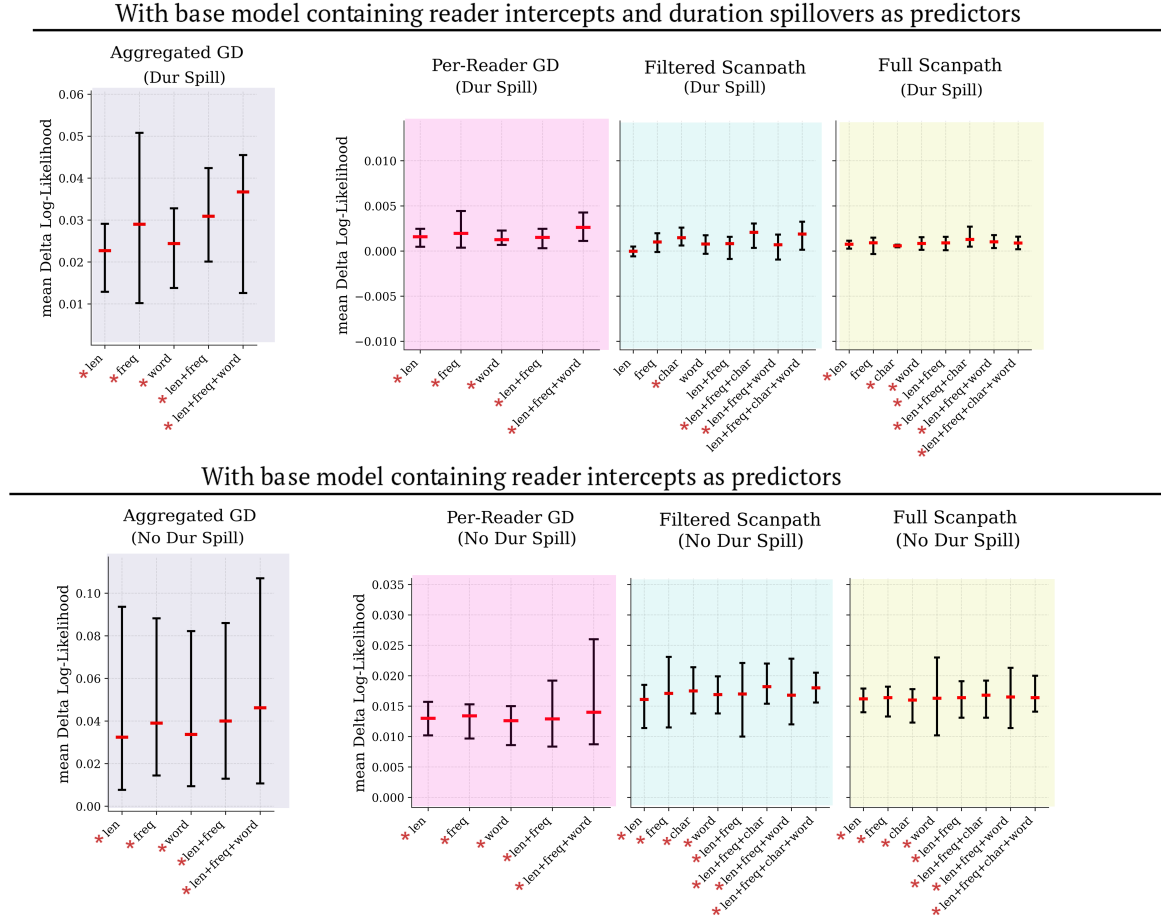 With base model containing reader intercepts and duration spillovers as predictors
Aggregated GD
(Dur Spill)
Per-Reader GD
(Dur Spill)
Filtered Scanpath
(Dur Spill)
Full Scanpath
(Dur Spill)
mean Delta Log-Likelihood
0.06
0.05
0.04
0.03
0.02
0.01
* len
* freq
* word
* len+freq
* len+freq+word
mean Delta Log-Likelihood
0.010
0.005
0.000
−0.005
−0.010
* len
* freq
* word
* len+freq
* len+freq+word
len
freq
* char
word
len+freq
* len+freq+char
* len+freq+word
len+freq+char+word
* len
freq
* char
* word
* len+freq
* len+freq+char
* len+freq+word
* len+freq+char+word
With base model containing reader intercepts as predictors
Aggregated GD
(No Dur Spill)
Per-Reader GD
(No Dur Spill)
Filtered Scanpath
(No Dur Spill)
Full Scanpath
(No Dur Spill)
mean Delta Log-Likelihood
0.10
0.08
0.06
0.04
0.02
0.00
* len
* freq
* word
* len+freq
* len+freq+word
mean Delta Log-Likelihood
0.035
0.030
0.025
0.020
0.015
0.010
0.005
0.000
* len
* freq
* word
* len+freq
* len+freq+word
* len
* freq
* char
* word
* len+freq
* len+freq+char
* len+freq+word
* len+freq+char+word
* len
* freq
* char
* word
* len+freq
* len+freq+char
* len+freq+word
* len+freq+char+word